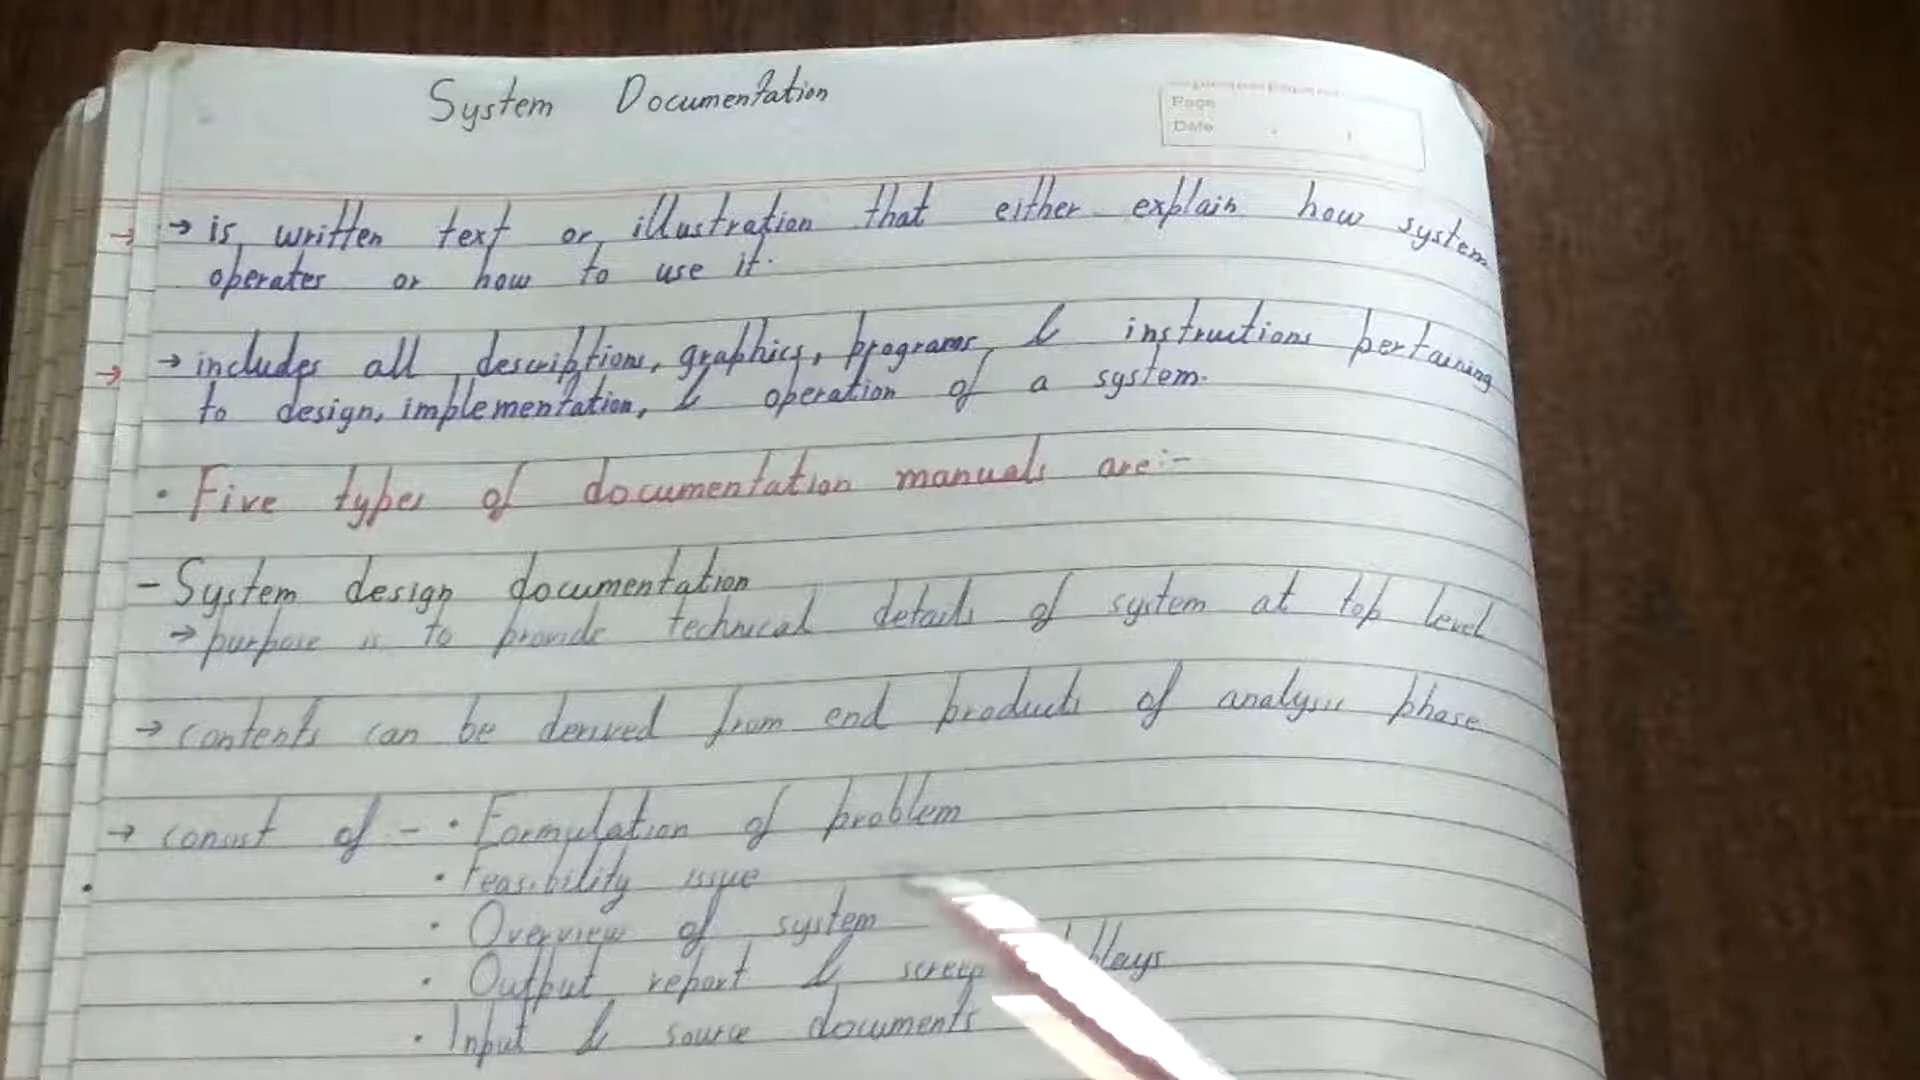 System Documentation
Page
Date
→ is written text or illustration that either explain how system
operates or how to use it.
→ includes all descriptions, graphics, programs, & instructions pertaining
to design, implementation, & operation of a system.
• Five types of documentation manuals are:-
- System design documentation
→ purpose is to provide technical details of system at top level
→ contents can be derived from end products of analysis phase
→ consist of - • Formulation of problem
• Feasibility issue
• Overview of system
• Output report & screen
• Input & source documents